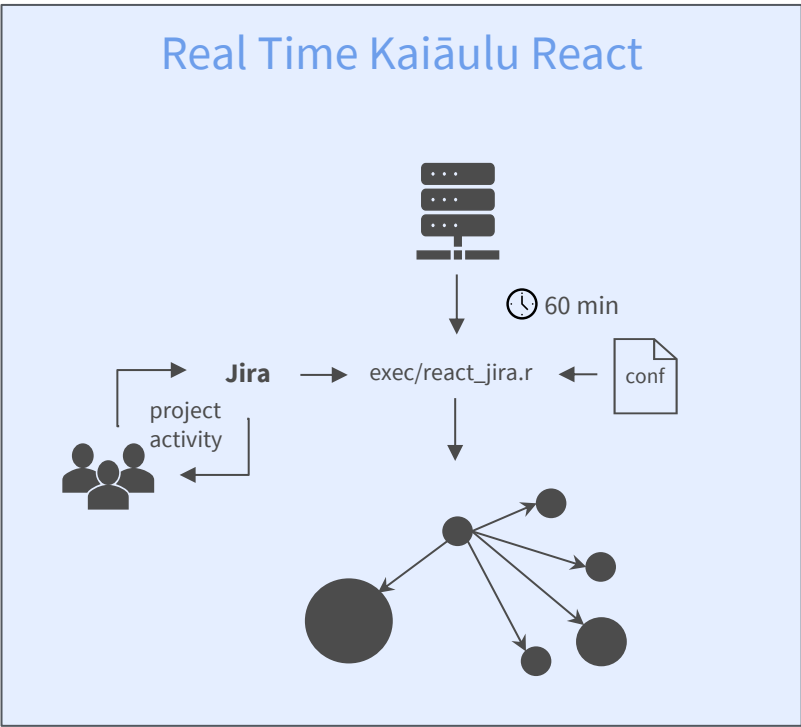 Real Time Kaiāulu React
60 min
Jira
exec/react_jira.r
conf
project
activity